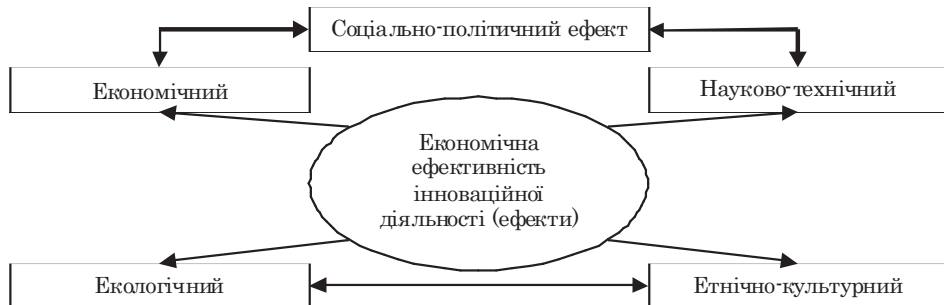 Соціально-політичний ефект
Економічний
Науково-технічний
Економічна
ефективність
інноваційної
діяльності (ефекти)
Екологічний
Етнічно-культурний